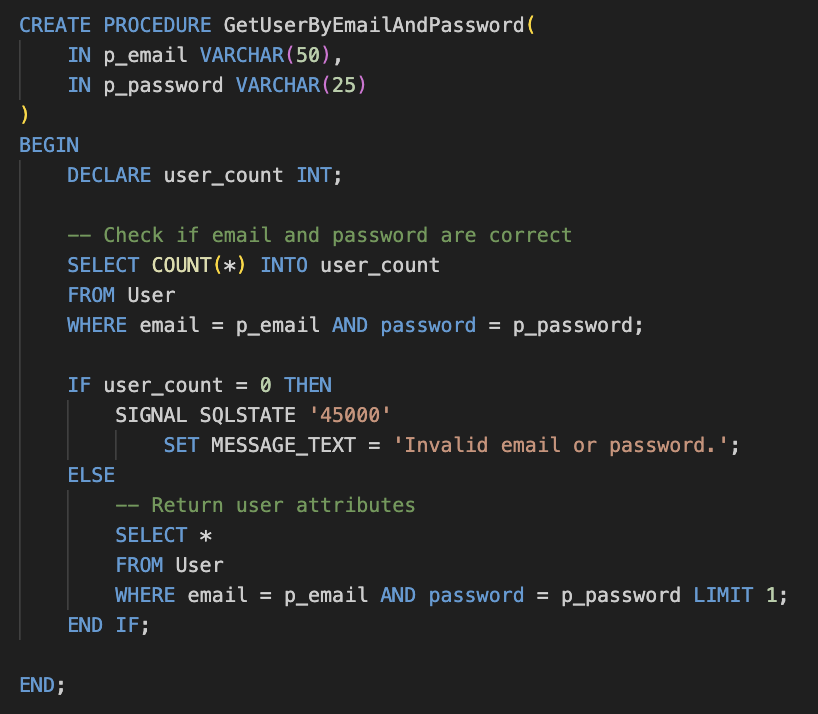 CREATE PROCEDURE GetUserByEmailAndPassword(
    IN p_email VARCHAR(50),
    IN p_password VARCHAR(25)
)
BEGIN
    DECLARE user_count INT;

    -- Check if email and password are correct
    SELECT COUNT(*) INTO user_count
    FROM User
    WHERE email = p_email AND password = p_password;

    IF user_count = 0 THEN
        SIGNAL SQLSTATE '45000'
            SET MESSAGE_TEXT = 'Invalid email or password.';
    ELSE
        -- Return user attributes
        SELECT *
        FROM User
        WHERE email = p_email AND password = p_password LIMIT 1;
    END IF;

END;